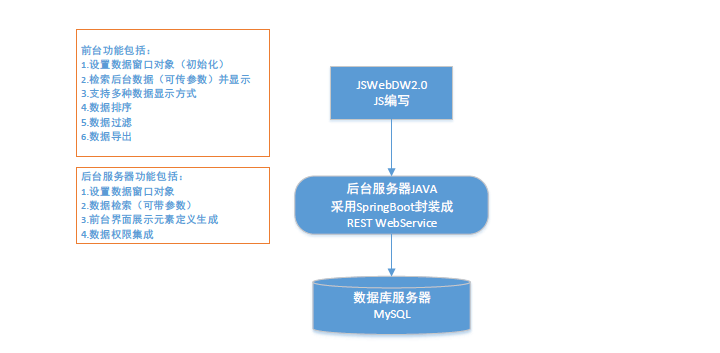 前台功能包括：
1.设置数据窗口对象（初始化）
2.检索后台数据（可传参数）并显示
3.支持多种数据显示方式
4.数据排序
5.数据过滤
6.数据导出
后台服务器功能包括：
1.设置数据窗口对象
2.数据检索（可带参数）
3.前台界面展示元素定义生成
4.数据权限集成
JSWebDW2.0
JS编写
后台服务器JAVA
采用SpringBoot封装成
REST WebService
数据库服务器
MySQL